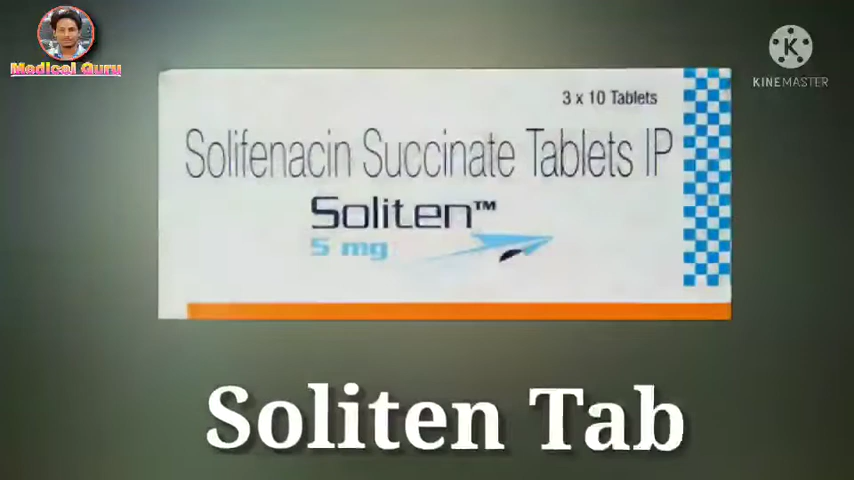 Medical Guru
K
KINEMASTER
3 x 10 Tablets
Solifenacin Succinate Tablets IP
Soliten™
5 mg
Soliten Tab